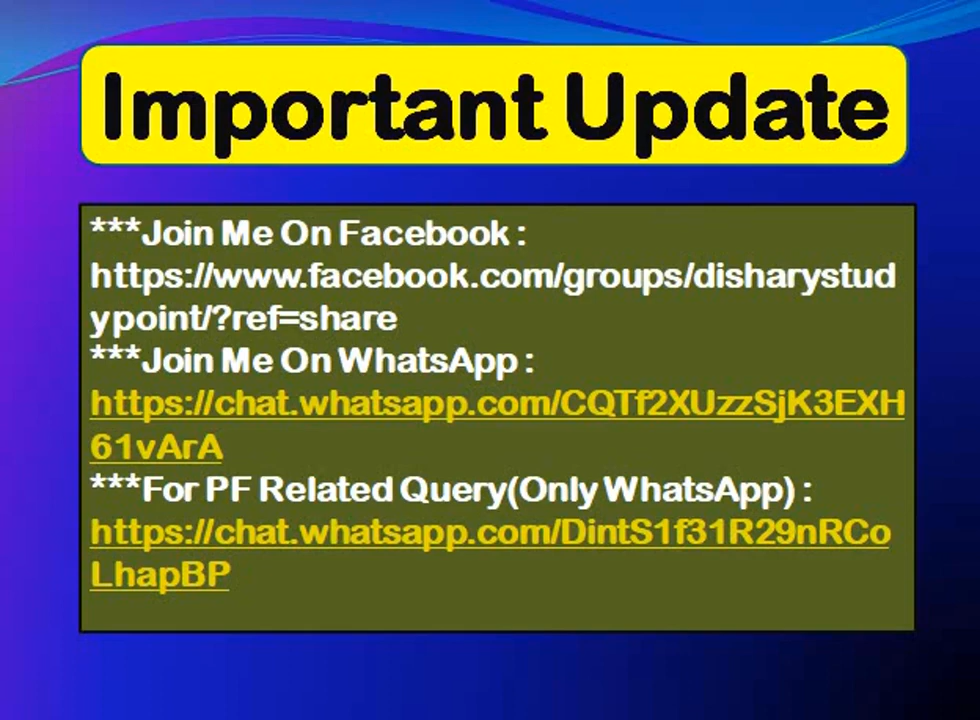 Important Update
***Join Me On Facebook :
https://www.facebook.com/groups/disharystud
ypoint/?ref=share
***Join Me On WhatsApp :
https://chat.whatsapp.com/CQTf2XUzzSjK3EXH
61vArA
***For PF Related Query(Only WhatsApp) :
https://chat.whatsapp.com/DintS1f31R29nRCo
LhapBP